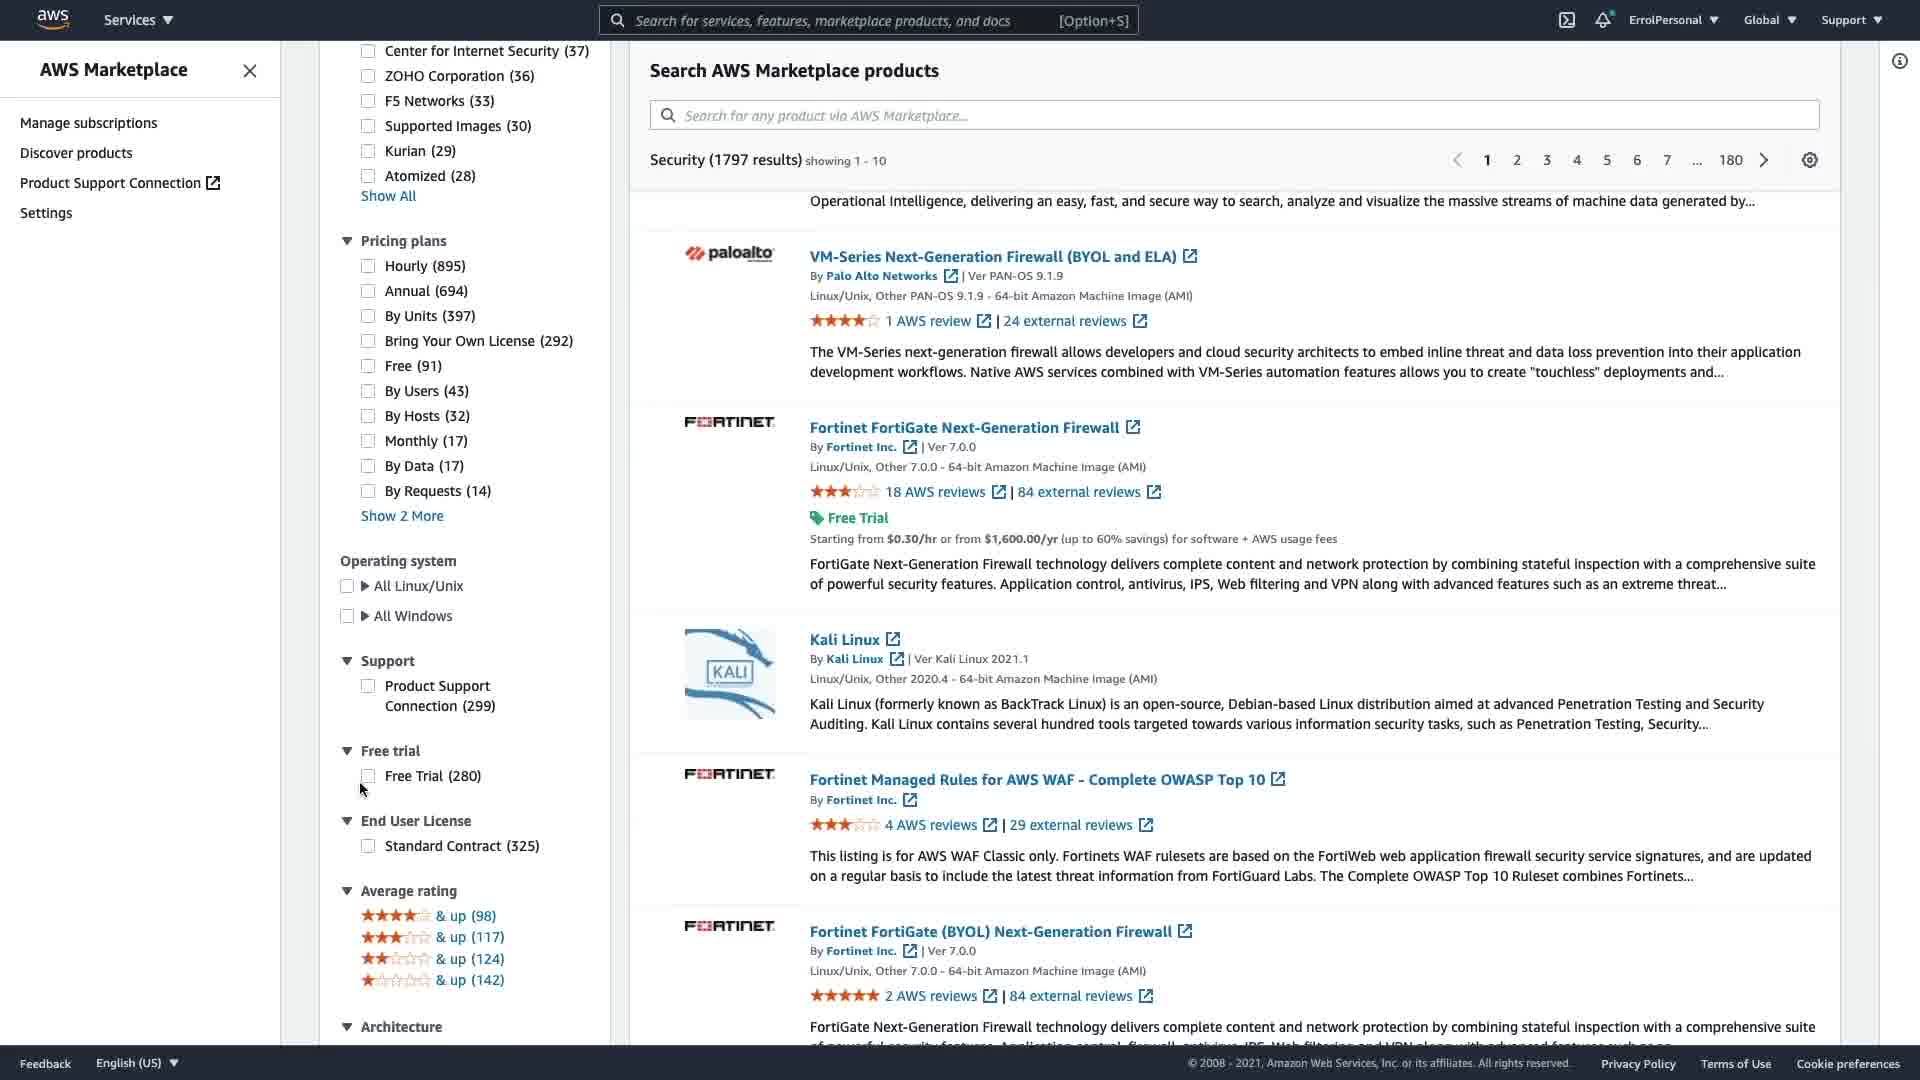 aws
Services
Search for services, features, marketplace products, and docs
[Option+S]
ErrolPersonal
Global
Support
AWS Marketplace
Manage subscriptions
Discover products
Product Support Connection
Settings
Center for Internet Security (37)
ZOHO Corporation (36)
F5 Networks (33)
Supported Images (30)
Kurian (29)
Atomized (28)
Show All
Pricing plans
Hourly (895)
Annual (694)
By Units (397)
Bring Your Own License (292)
Free (91)
By Users (43)
By Hosts (32)
Monthly (17)
By Data (17)
By Requests (14)
Show 2 More
Operating system
All Linux/Unix
All Windows
Support
Product Support
Connection (299)
Free trial
Free Trial (280)
End User License
Standard Contract (325)
Average rating
& up (98)
& up (117)
& up (124)
& up (142)
Architecture
Search AWS Marketplace products
Search for any product via AWS Marketplace...
Security (1797 results) showing 1 - 10
1 2 3 4 5 6 7 ... 180
Operational Intelligence, delivering an easy, fast, and secure way to search, analyze and visualize the massive streams of machine data generated by...
paloalto
VM-Series Next-Generation Firewall (BYOL and ELA)
By Palo Alto Networks | Ver PAN-OS 9.1.9
Linux/Unix, Other PAN-OS 9.1.9 - 64-bit Amazon Machine Image (AMI)
1 AWS review | 24 external reviews
The VM-Series next-generation firewall allows developers and cloud security architects to embed inline threat and data loss prevention into their application
development workflows. Native AWS services combined with VM-Series automation features allows you to create "touchless" deployments and...
FORTINET
Fortinet FortiGate Next-Generation Firewall
By Fortinet Inc. | Ver 7.0.0
Linux/Unix, Other 7.0.0 - 64-bit Amazon Machine Image (AMI)
18 AWS reviews | 84 external reviews
Free Trial
Starting from $0.30/hr or from $1,600.00/yr (up to 60% savings) for software + AWS usage fees
FortiGate Next-Generation Firewall technology delivers complete content and network protection by combining stateful inspection with a comprehensive suite
of powerful security features. Application control, antivirus, IPS, Web filtering and VPN along with advanced features such as an extreme threat...
KALI
Kali Linux
By Kali Linux | Ver Kali Linux 2021.1
Linux/Unix, Other 2020.4 - 64-bit Amazon Machine Image (AMI)
Kali Linux (formerly known as BackTrack Linux) is an open-source, Debian-based Linux distribution aimed at advanced Penetration Testing and Security
Auditing. Kali Linux contains several hundred tools targeted towards various information security tasks, such as Penetration Testing, Security...
FORTINET
Fortinet Managed Rules for AWS WAF - Complete OWASP Top 10
By Fortinet Inc.
4 AWS reviews | 29 external reviews
This listing is for AWS WAF Classic only. Fortinets WAF rulesets are based on the FortiWeb web application firewall security service signatures, and are updated
on a regular basis to include the latest threat information from FortiGuard Labs. The Complete OWASP Top 10 Ruleset combines Fortinets...
FORTINET
Fortinet FortiGate (BYOL) Next-Generation Firewall
By Fortinet Inc. | Ver 7.0.0
Linux/Unix, Other 7.0.0 - 64-bit Amazon Machine Image (AMI)
2 AWS reviews | 84 external reviews
FortiGate Next-Generation Firewall technology delivers complete content and network protection by combining stateful inspection with a comprehensive suite
Feedback
English (US)
© 2008 - 2021, Amazon Web Services, Inc. or its affiliates. All rights reserved.
Privacy Policy
Terms of Use
Cookie preferences